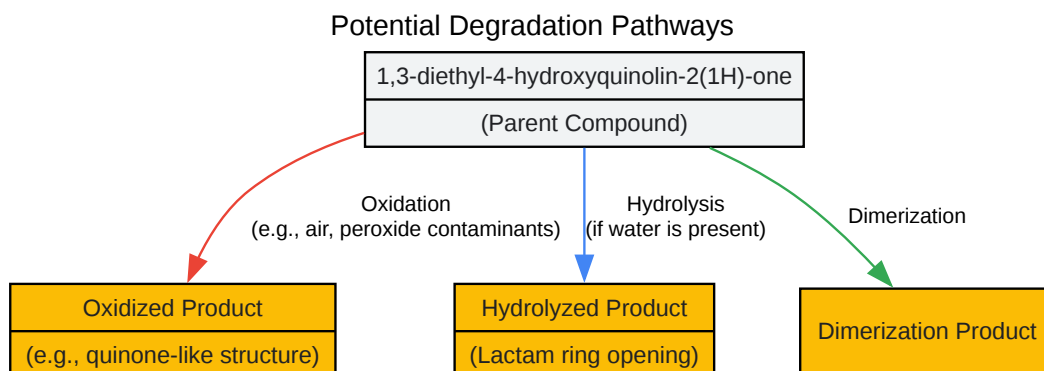 Potential Degradation Pathways
1,3-diethyl-4-hydroxyquinolin-2(1H)-one
(Parent Compound)
Oxidation
(e.g., air, peroxide contaminants)
Hydrolysis
(if water is present)
Dimerization
Oxidized Product
(e.g., quinone-like structure)
Hydrolyzed Product
(Lactam ring opening)
Dimerization Product